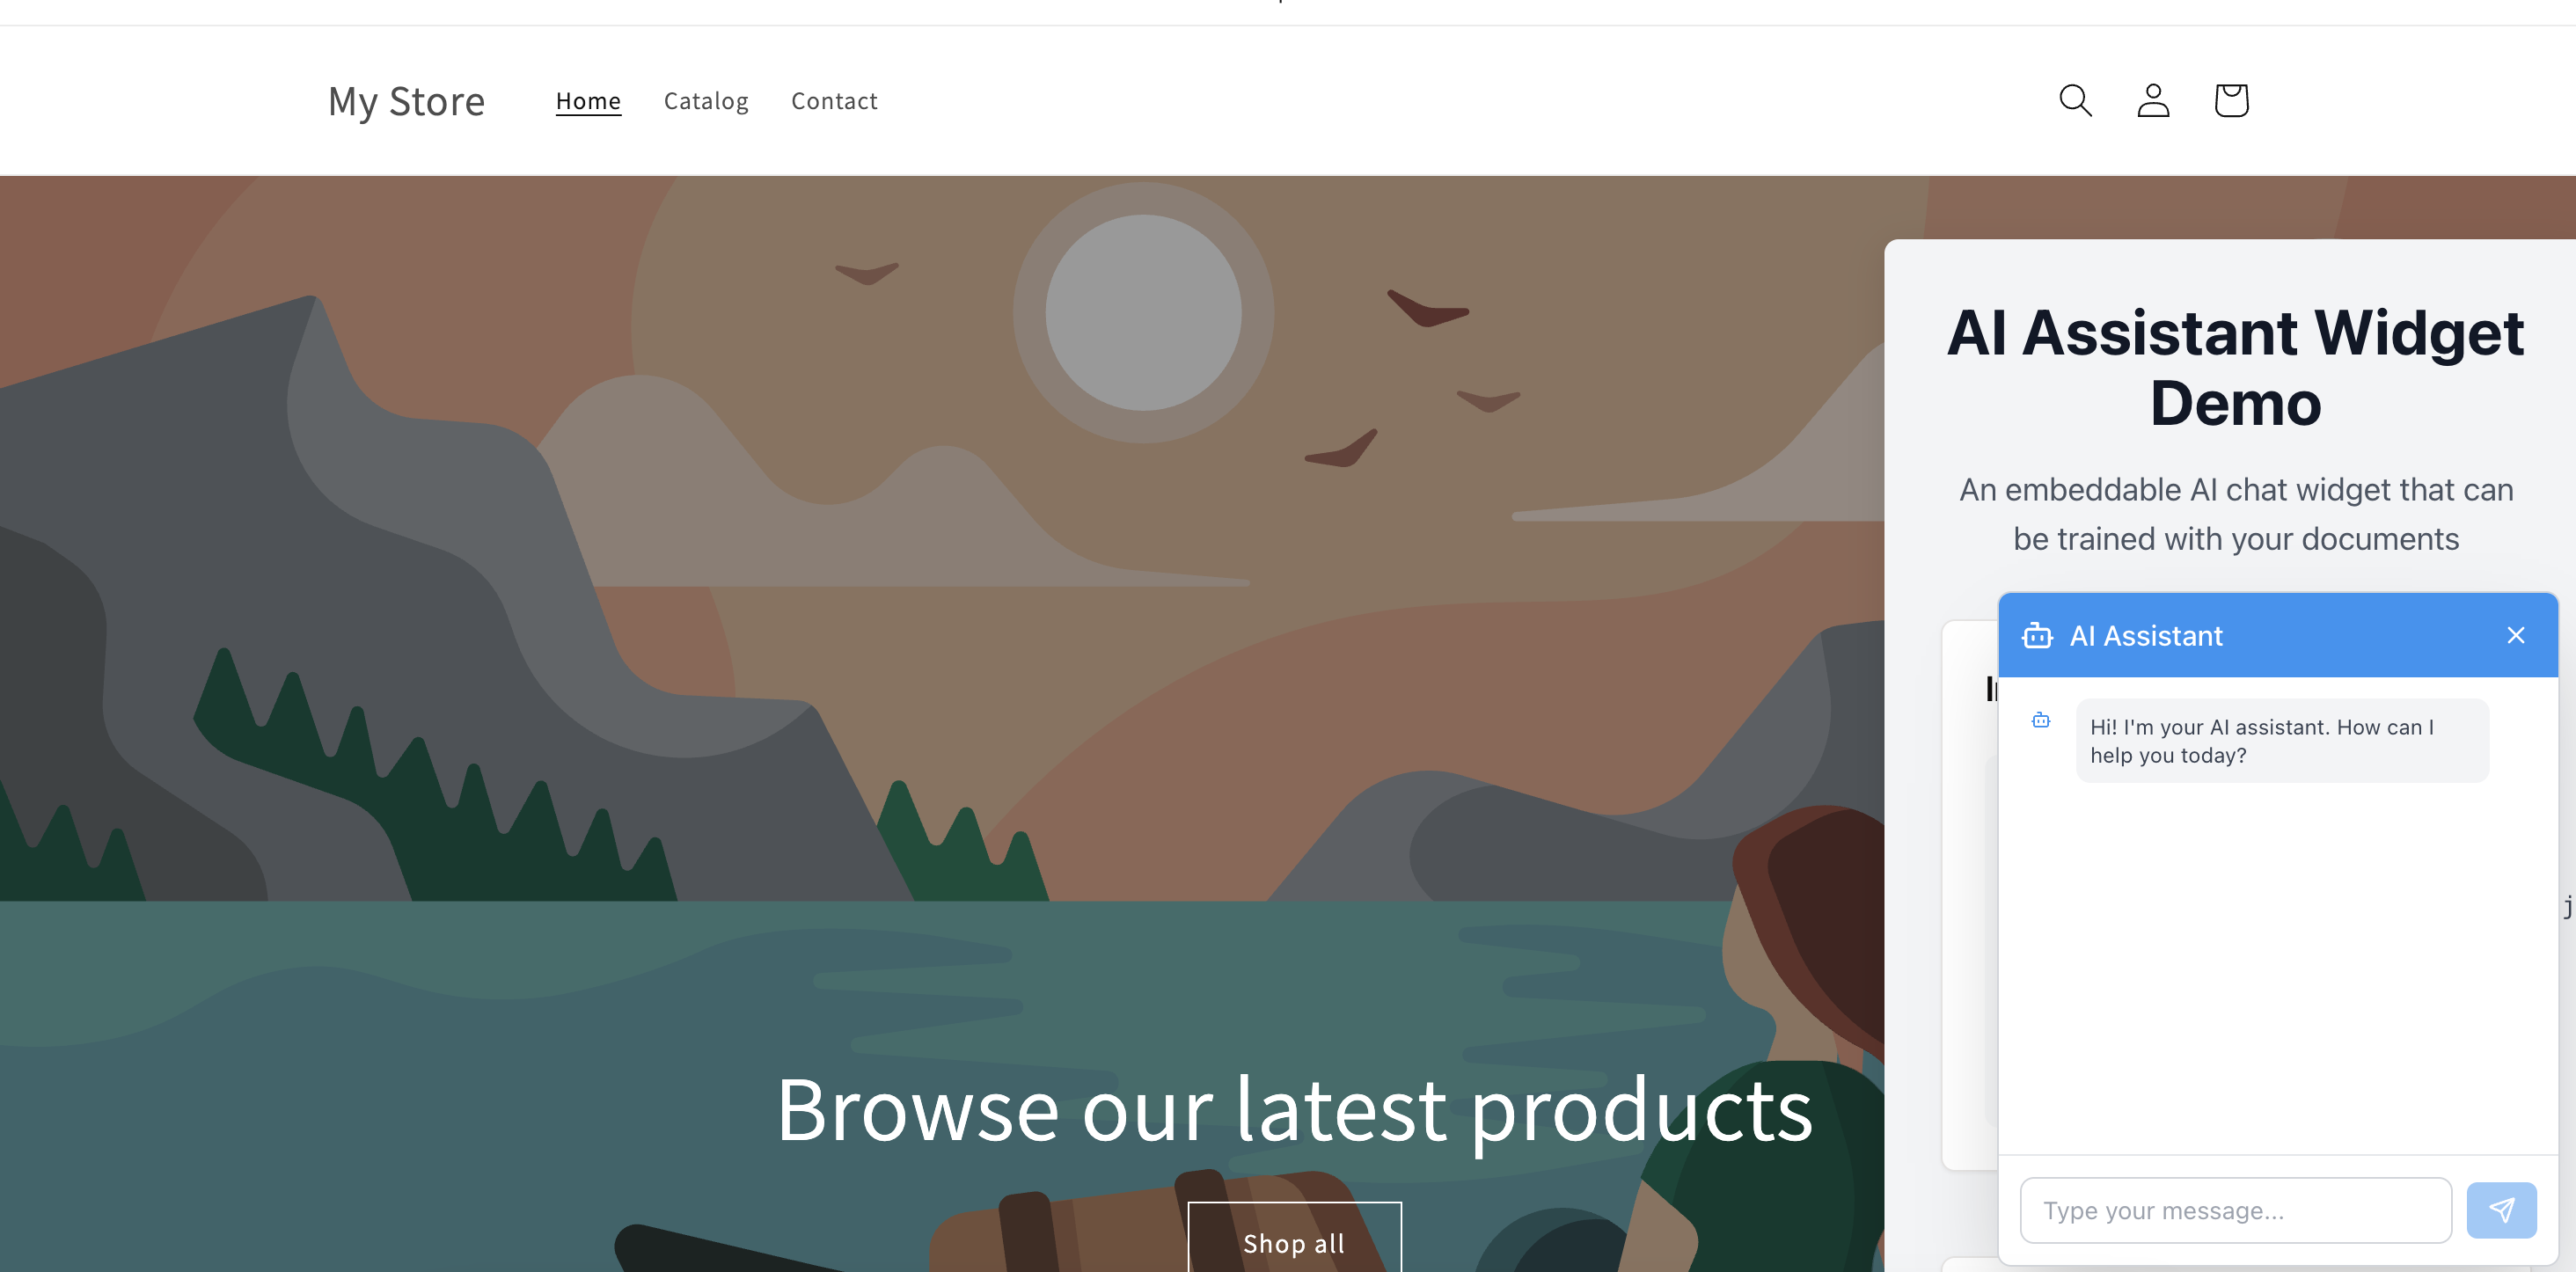 My Store
Home
Catalog
Contact
AI Assistant Widget
Demo
An embeddable AI chat widget that can
be trained with your documents
AI Assistant
Hi! I'm your AI assistant. How can I
help you today?
Browse our latest products
Shop all
Type your message...